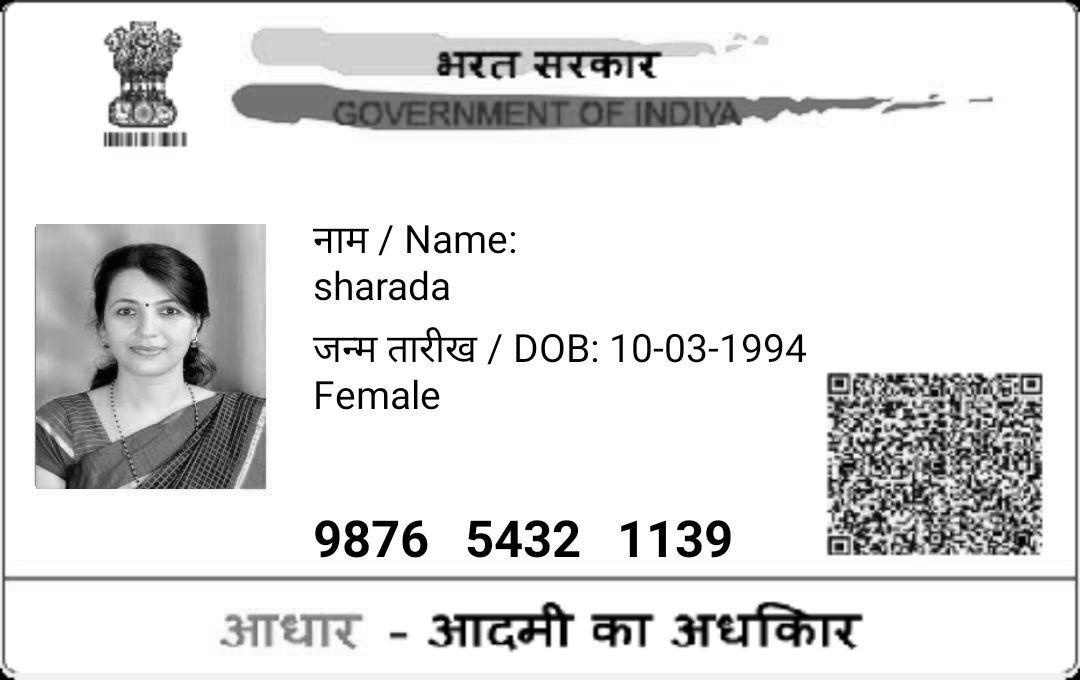 भरत सरकार
GOVERNMENT OF INDIYA
नाम / Name:
sharada
जन्म तारीख / DOB: 10-03-1994
Female
9876 5432 1139
आधार - आदमी का अधकिार